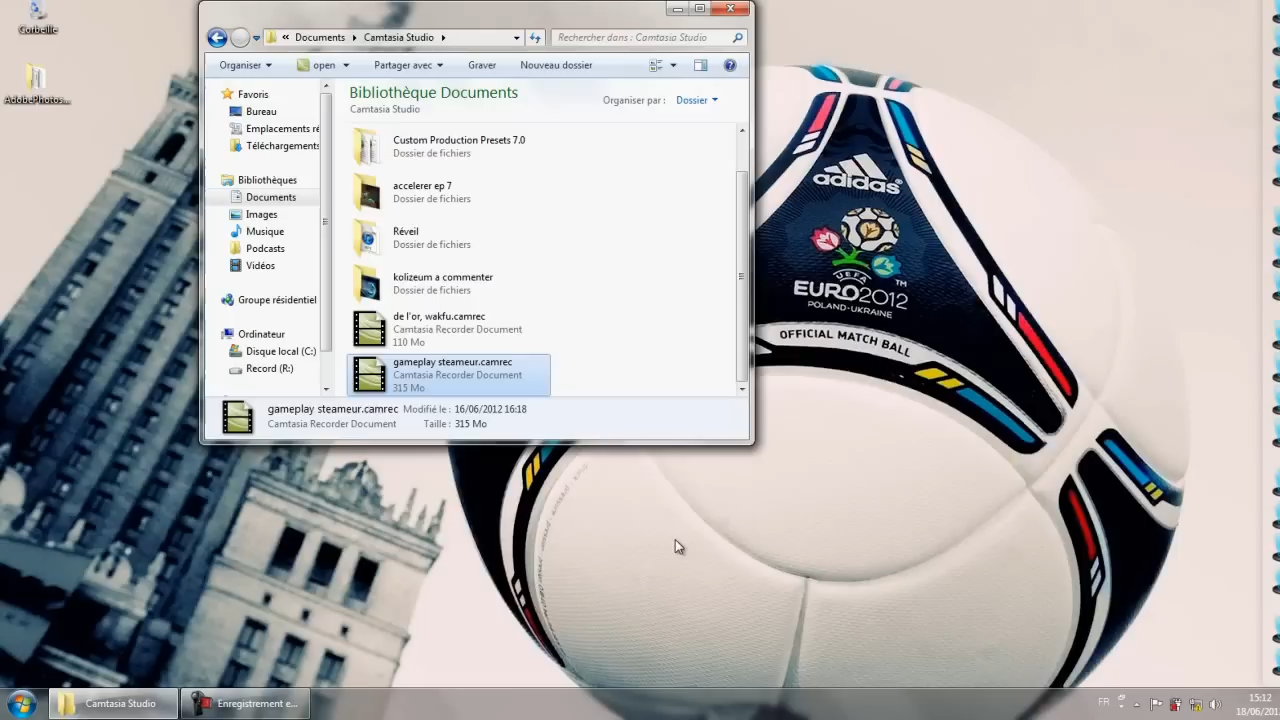 Corbeille
AdobePhotos...
Documents
Camtasia Studio
Rechercher dans : Camtasia Studio
Organiser
open
Partager avec
Graver
Nouveau dossier
Favoris
Bureau
Emplacements ré
Téléchargements
Bibliothèques
Documents
Images
Musique
Podcasts
Vidéos
Groupe résidentiel
Ordinateur
Disque local (C:)
Record (R:)
Bibliothèque Documents
Camtasia Studio
Organiser par :
Dossier
Custom Production Presets 7.0
Dossier de fichiers
accelerer ep 7
Dossier de fichiers
Réveil
Dossier de fichiers
kolizeum a commenter
Dossier de fichiers
de l'or, wakfu.camrec
Camtasia Recorder Document
110 Mo
gameplay steameur.camrec
Camtasia Recorder Document
315 Mo
gameplay steameur.camrec Modifié le : 16/06/2012 16:18
Camtasia Recorder Document Taille : 315 Mo
adidas
UEFA
EURO2012™
POLAND-UKRAINE
OFFICIAL MATCH BALL
Camtasia Studio
Enregistrement e...
FR
15:12
18/06/201